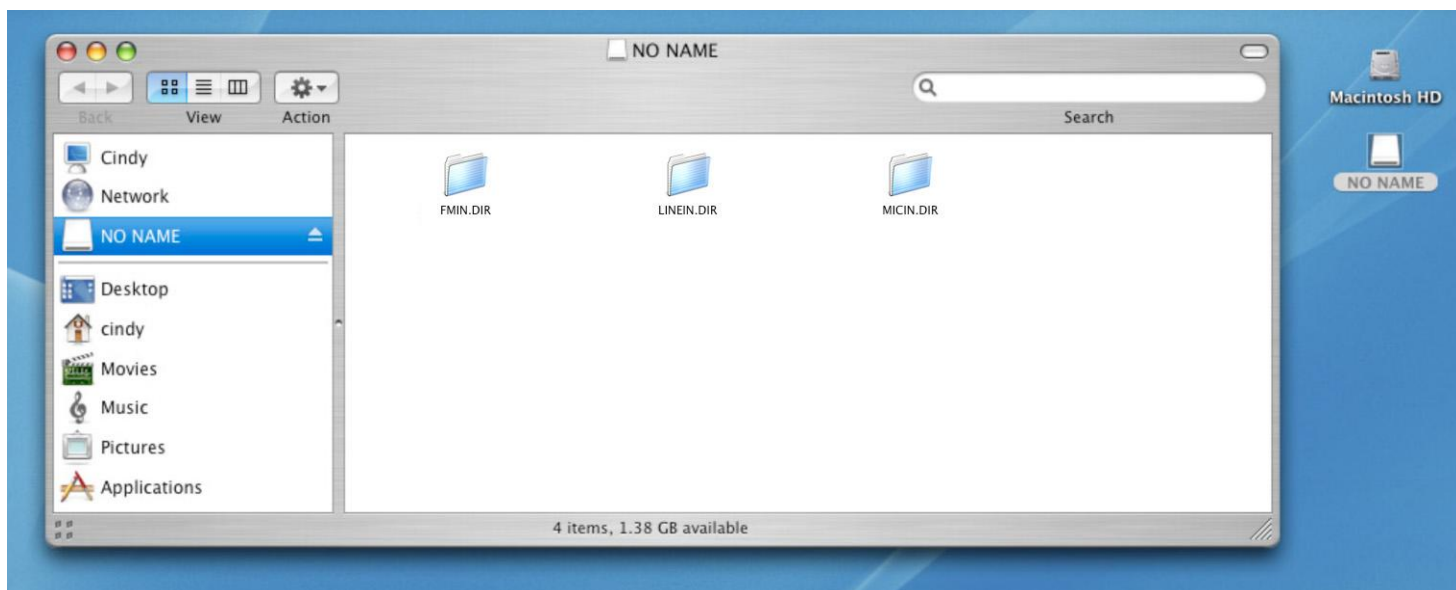 NO NAME
Back
View
Action
Search
Cindy
Network
NO NAME
Desktop
cindy
Movies
Music
Pictures
Applications
FMIN.DIR
LINEIN.DIR
MICIN.DIR
4 items, 1.38 GB available
Macintosh HD
NO NAME